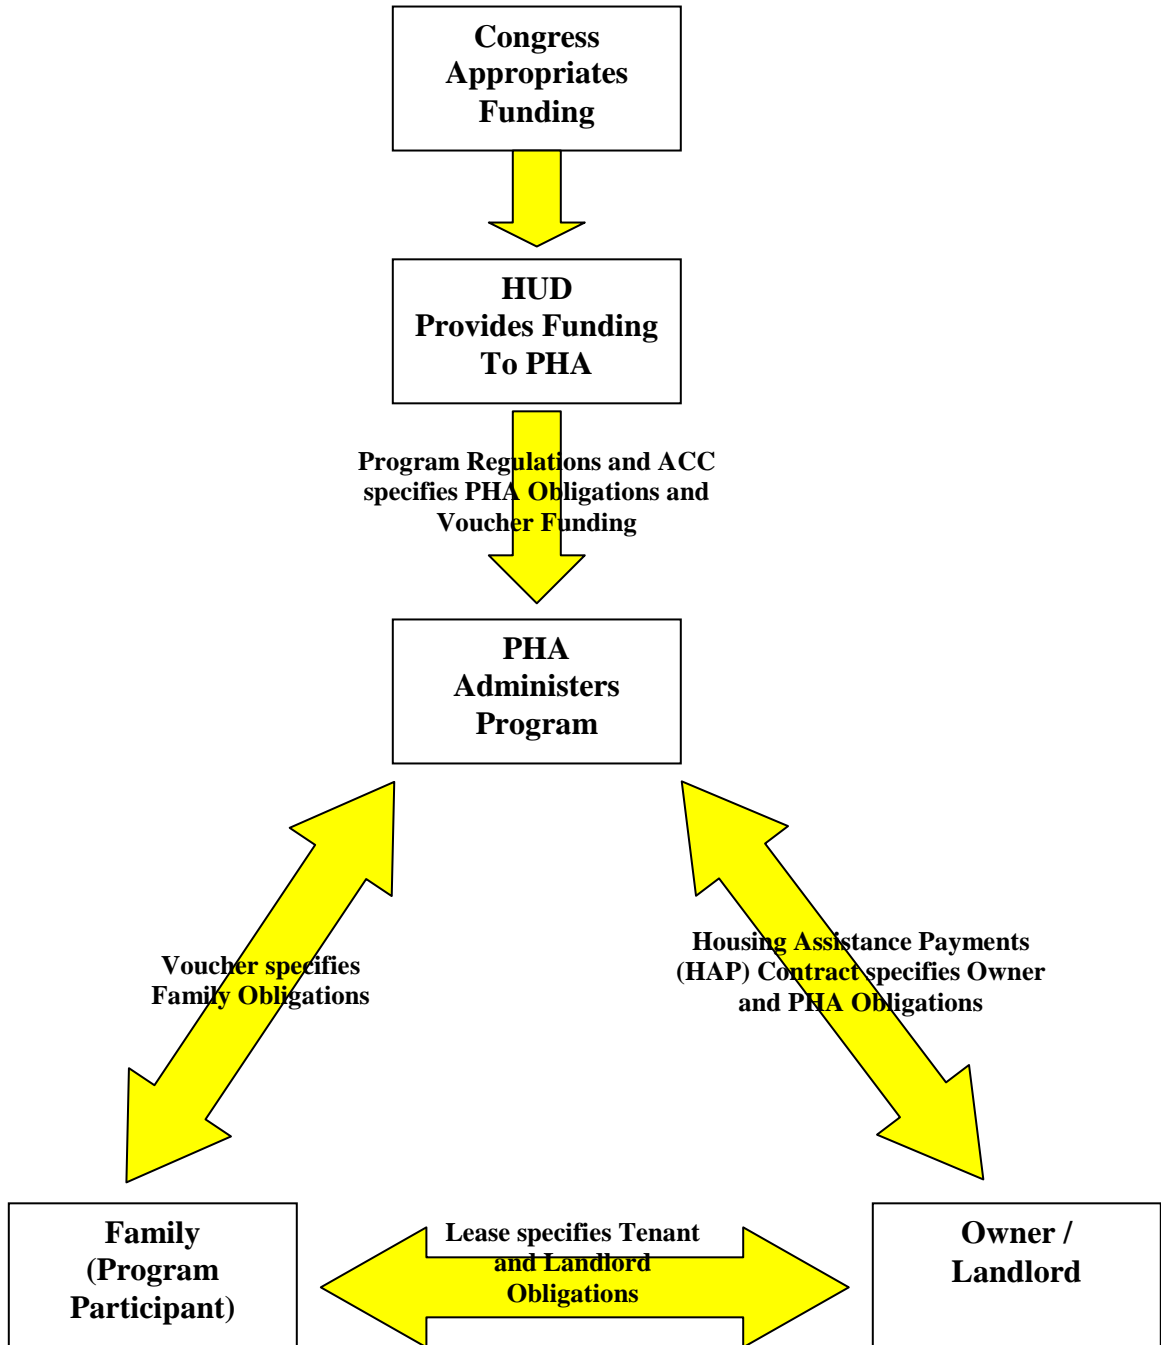 Congress
Appropriates
Funding
HUD
Provides Funding
To PHA
Program Regulations and ACC
specifies PHA Obligations and
Voucher Funding
PHA
Administers
Program
Voucher specifies
Family Obligations
Housing Assistance Payments
(HAP) Contract specifies Owner
and PHA Obligations
Family
(Program
Participant)
Lease specifies Tenant
and Landlord
Obligations
Owner /
Landlord